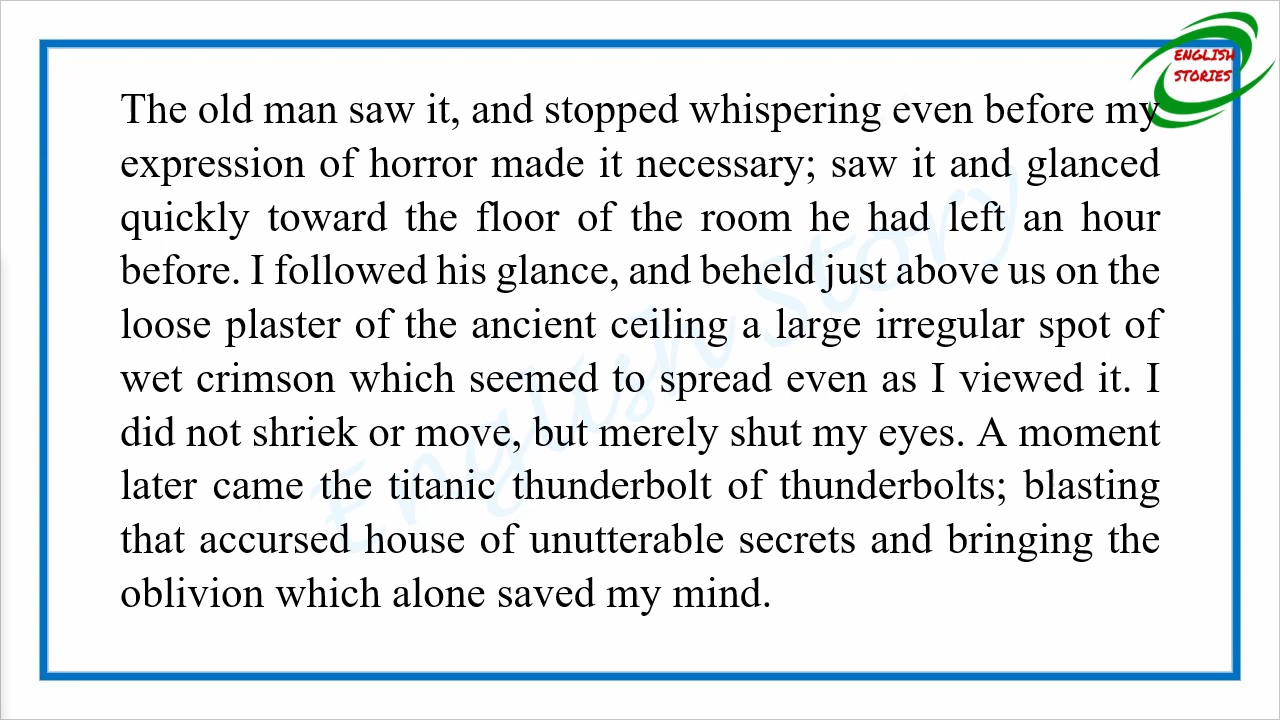 ENGLISH
STORIES
The old man saw it, and stopped whispering even before my
expression of horror made it necessary; saw it and glanced
quickly toward the floor of the room he had left an hour
before. I followed his glance, and beheld just above us on the
loose plaster of the ancient ceiling a large irregular spot of
wet crimson which seemed to spread even as I viewed it. I
did not shriek or move, but merely shut my eyes. A moment
later came the titanic thunderbolt of thunderbolts; blasting
that accursed house of unutterable secrets and bringing the
oblivion which alone saved my mind.
English Story